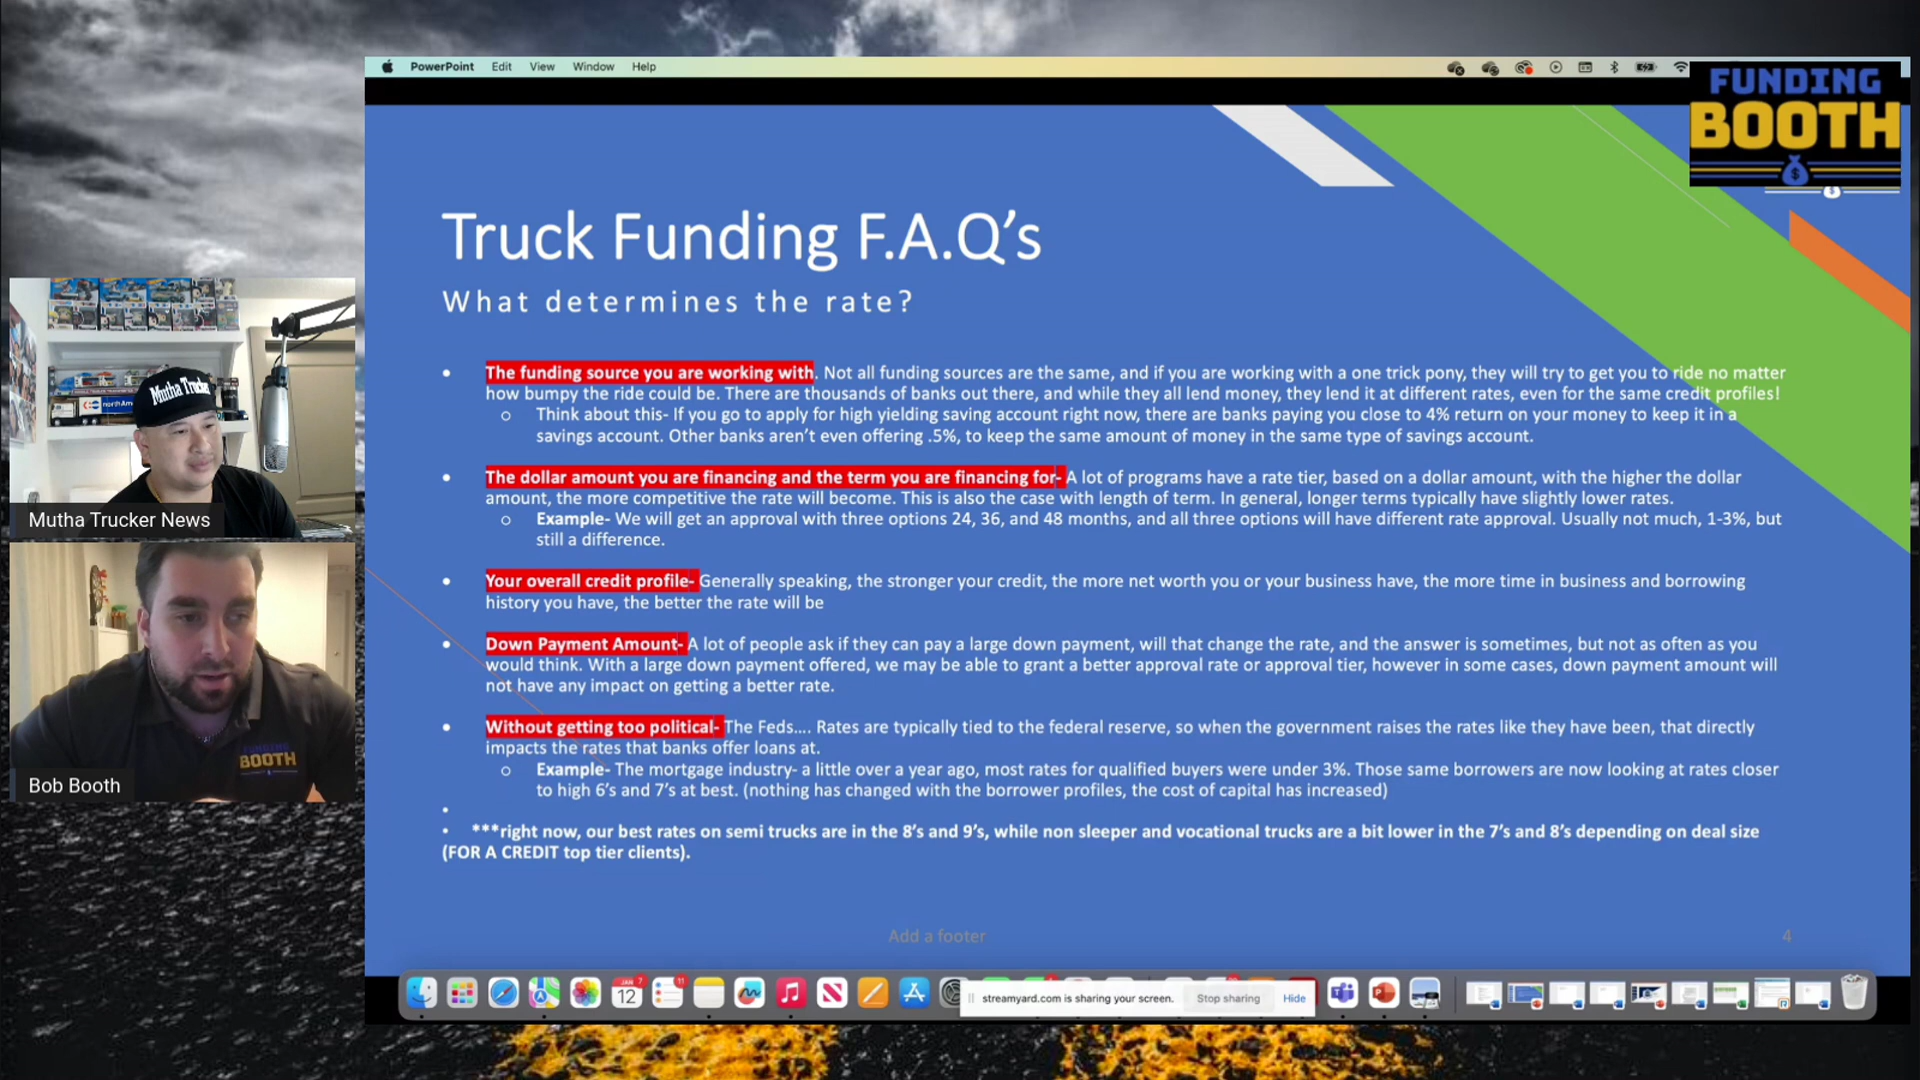 PowerPoint Edit View Window Help
FUNDING
BOOTH
Truck Funding F.A.Q's
What determines the rate?
• The funding source you are working with. Not all funding sources are the same, and if you are working with a one trick pony, they will try to get you to ride no matter
how bumpy the ride could be. There are thousands of banks out there, and while they all lend money, they lend it at different rates, even for the same credit profiles!
o Think about this- If you go to apply for high yielding saving account right now, there are banks paying you close to 4% return on your money to keep it in a
savings account. Other banks aren't even offering .5%, to keep the same amount of money in the same type of savings account.
• The dollar amount you are financing and the term you are financing for- A lot of programs have a rate tier, based on a dollar amount, with the higher the dollar
amount, the more competitive the rate will become. This is also the case with length of term. In general, longer terms typically have slightly lower rates.
o Example- We will get an approval with three options 24, 36, and 48 months, and all three options will have different rate approval. Usually not much, 1-3%, but
still a difference.
• Your overall credit profile- Generally speaking, the stronger your credit, the more net worth you or your business have, the more time in business and borrowing
history you have, the better the rate will be
• Down Payment Amount- A lot of people ask if they can pay a large down payment, will that change the rate, and the answer is sometimes, but not as often as you
would think. With a large down payment offered, we may be able to grant a better approval rate or approval tier, however in some cases, down payment amount will
not have any impact on getting a better rate.
• Without getting too political- The Feds.... Rates are typically tied to the federal reserve, so when the government raises the rates like they have been, that directly
impacts the rates that banks offer loans at.
o Example- The mortgage industry- a little over a year ago, most rates for qualified buyers were under 3%. Those same borrowers are now looking at rates closer
to high 6's and 7's at best. (nothing has changed with the borrower profiles, the cost of capital has increased)
•
• ***right now, our best rates on semi trucks are in the 8's and 9's, while non sleeper and vocational trucks are a bit lower in the 7's and 8's depending on deal size
(FOR A CREDIT top tier clients).
Add a footer
4
Mutha Trucker
Mutha Trucker News
FUNDING
BOOTH
Bob Booth
JAN
12
7
11
streamyard.com is sharing your screen. Stop sharing Hide